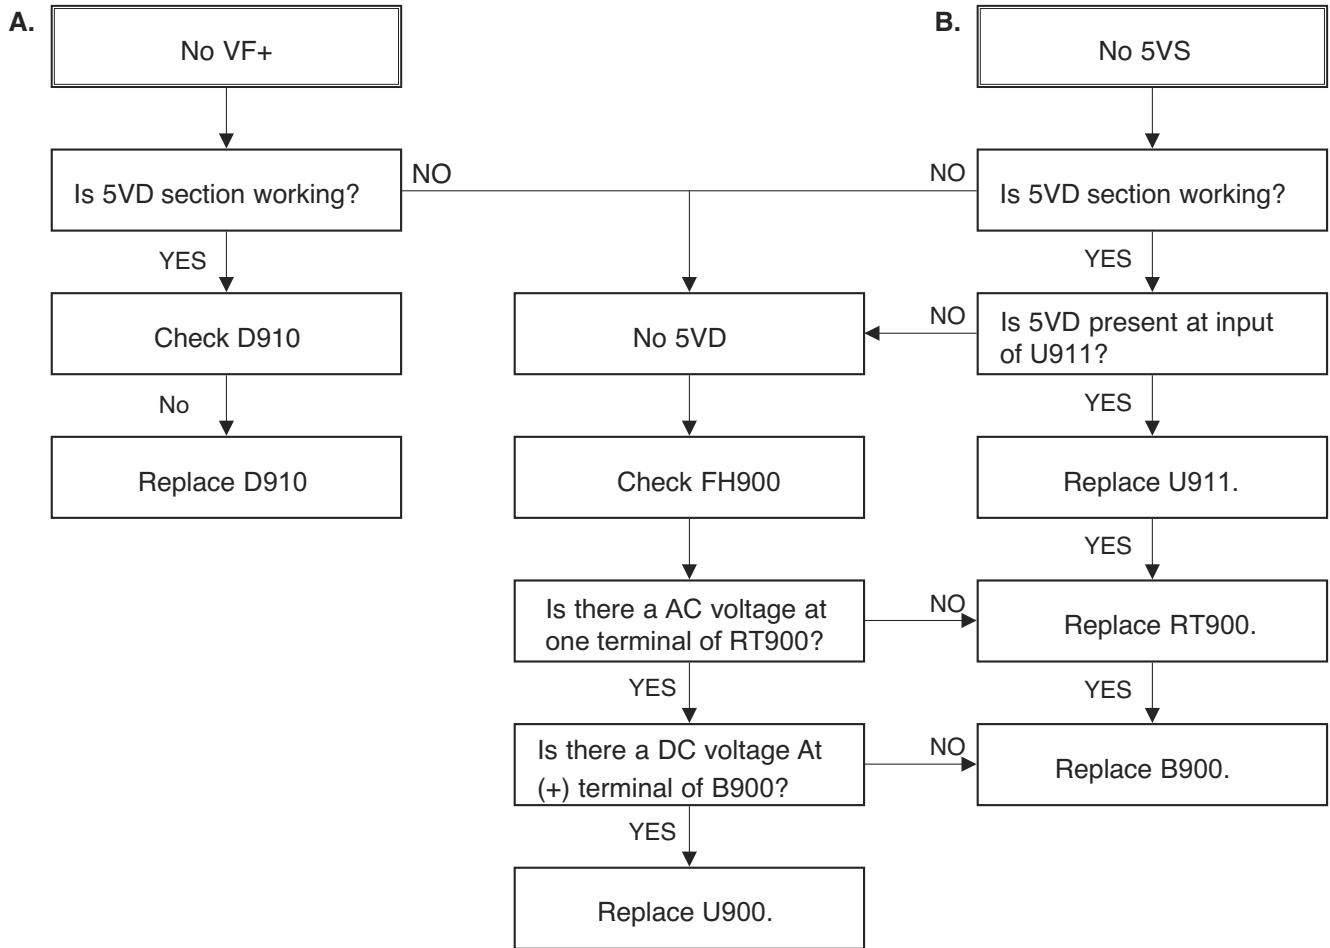 A.
No VF+
Is 5VD section working?
NO
YES
Check D910
No
Replace D910
No 5VD
Check FH900
Is there a AC voltage at
one terminal of RT900?
NO
YES
Is there a DC voltage At
(+) terminal of B900?
NO
YES
Replace U900.
B.
No 5VS
NO
Is 5VD section working?
YES
NO
Is 5VD present at input
of U911?
YES
Replace U911.
YES
Replace RT900.
YES
Replace B900.